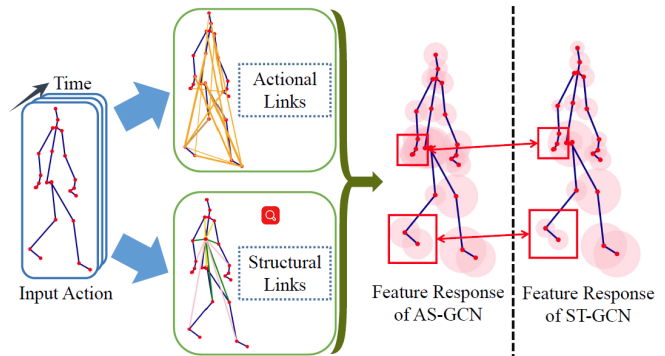 Time
Input Action
Actional
Links
Structural
Links
Feature Response
of AS-GCN
Feature Response
of ST-GCN